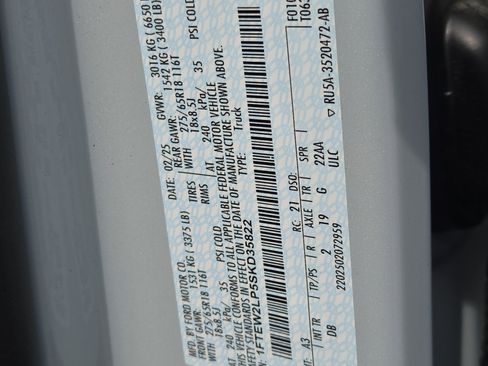 MFD. BY FORD MOTOR CO.
DATE: 02/25 GVWR: 3016 KG ( 6650 L
FRONT GAWR: 1531 KG ( 3375 LB) REAR GAWR: 1542 KG ( 3400 LB)
WITH 275/65R18 116T TIRES WITH 275/65R18 116T
18x8.5J RIMS 18x8.5J
AT 240 kPa/ 35 PSI COLD AT 240 kPa/ 35 PSI COLD
THIS VEHICLE CONFORMS TO ALL APPLICABLE FEDERAL MOTOR VEHICLE
SAFETY STANDARDS IN EFFECT ON THE DATE OF MANUFACTURE SHOWN ABOVE.
VIN: 1FTEW2LP5SKD35822
TYPE: Truck
F01
T062
RC: 21 DSO:
▽RU5A-3520472-AB
A3 INT TR TP/PS R AXLE TR SPR
DB 2 19 G 22AA
ULC
2202502072959